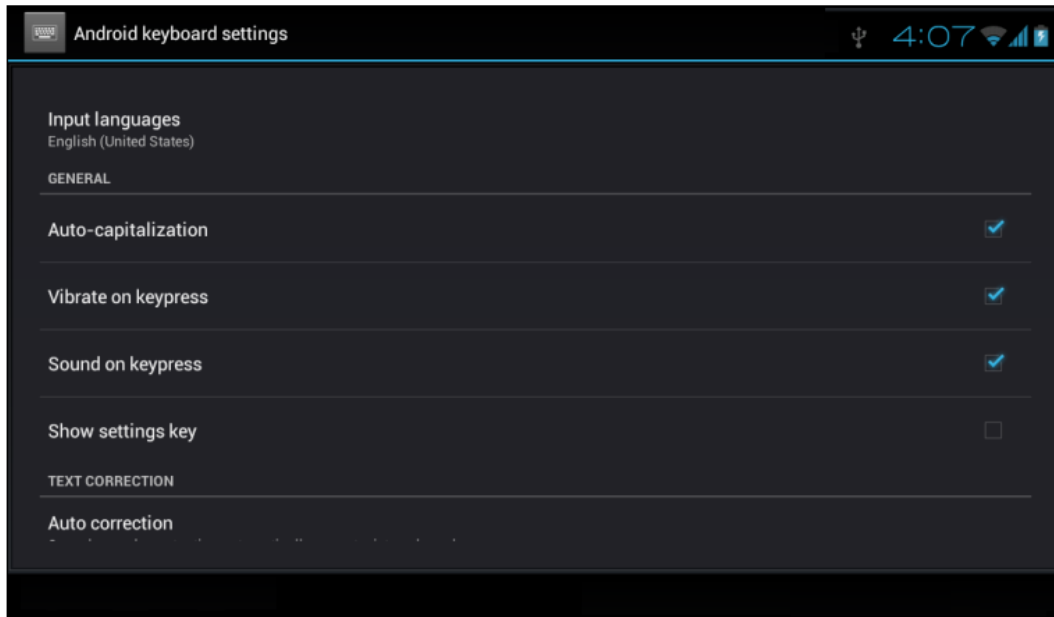 Android keyboard settings
4:07
Input languages
English (United States)
GENERAL
Auto-capitalization
Vibrate on keypress
Sound on keypress
Show settings key
TEXT CORRECTION
Auto correction